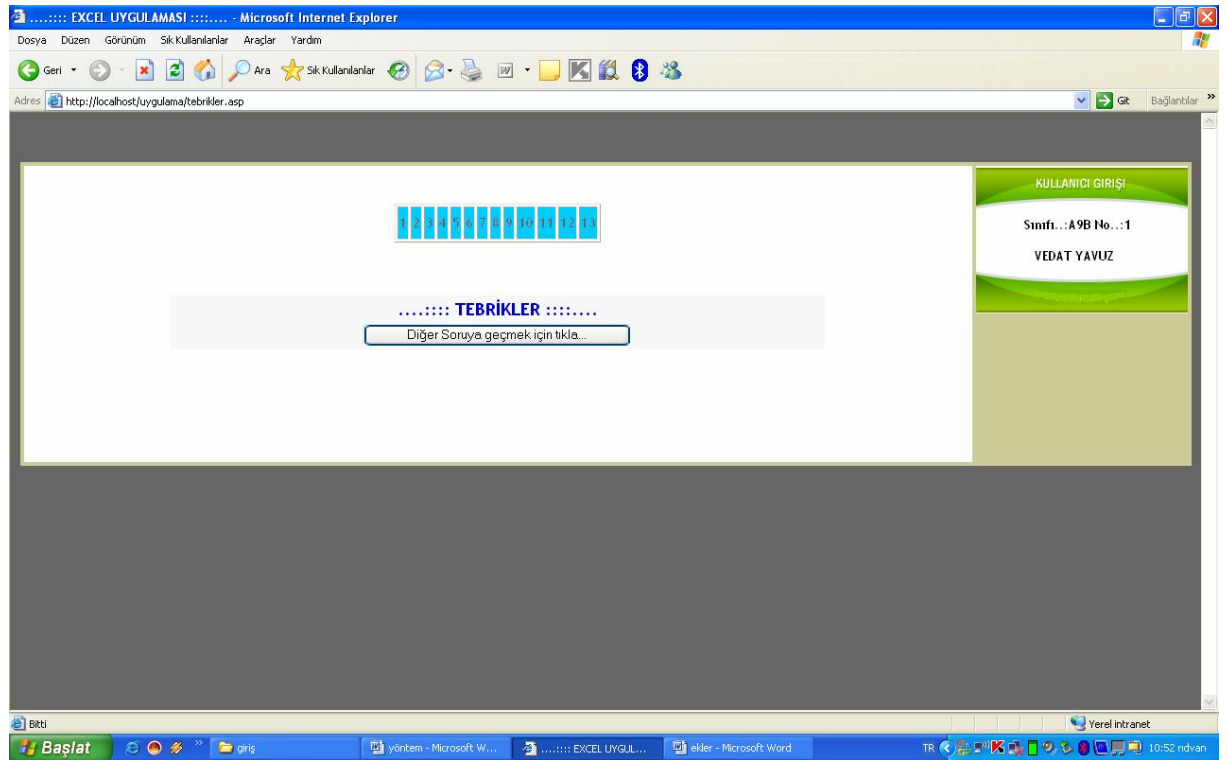 ....:::: EXCEL UYGULAMASI ::::.... - Microsoft Internet Explorer
Dosya Düzen Görünüm Sık Kullanılanlar Araçlar Yardım
Geri Ara Sık Kullanılanlar
Adres http://localhost/uygulama/tebrikler.asp Git Bağlantılar »
KULLANICI GIRIŞI
1 2 3 4 5 6 7 8 9 10 11 12 13
Sınıfı..:A9B No..:1
VEDAT YAVUZ
....:::: TEBRİKLER ::::....
Diğer Soruya geçmek için tıkla...
Bitti Yerel intranet
Başlat » giriş yöntem - Microsoft W... ....:::: EXCEL UYGUL... ekler - Microsoft Word TR 10:52 rıdvan